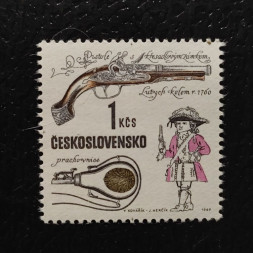 Pistole s křesadlovým zámkem,
Lutych kolem r. 1760
1 KČS
ČESKOSLOVENSKO
prachovnice